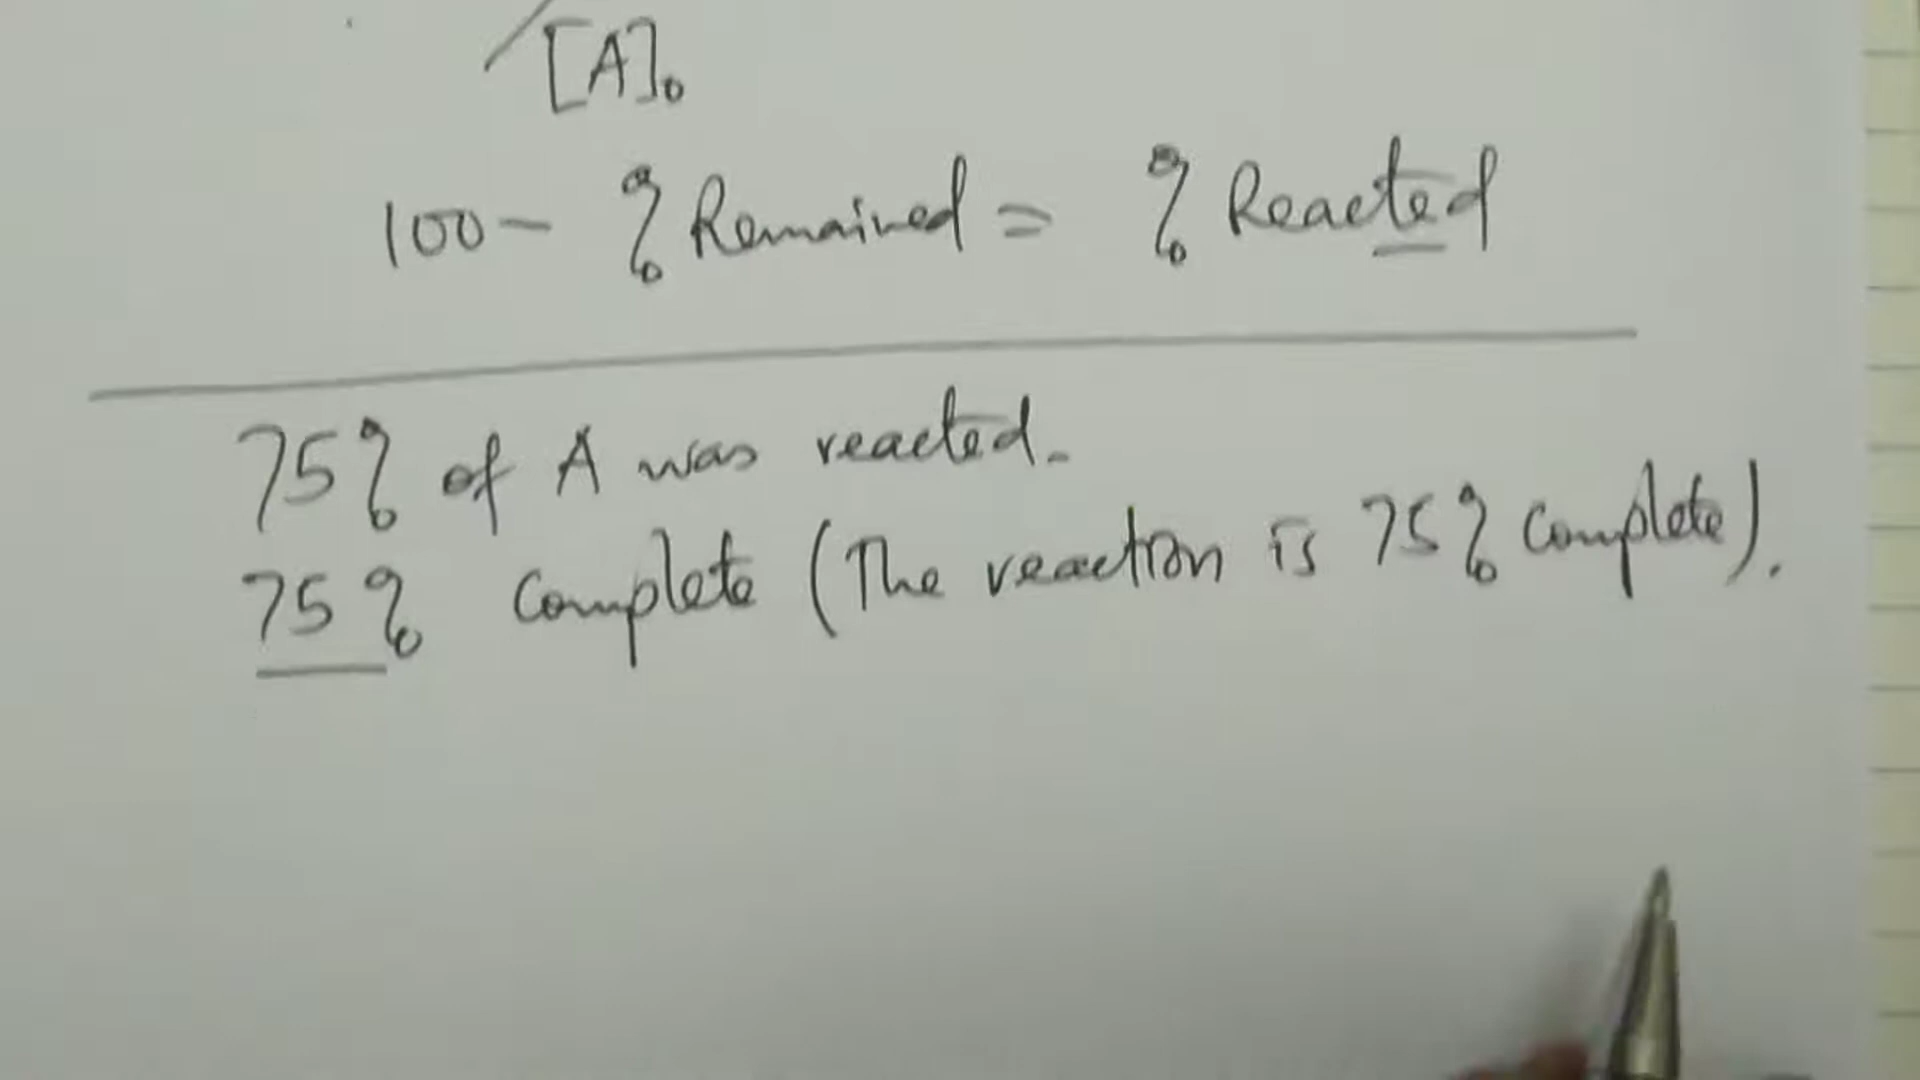 [A]₀
100 - % Remained = % Reacted
75% of A was reacted.
75% Complete (The reaction is 75% Complete).